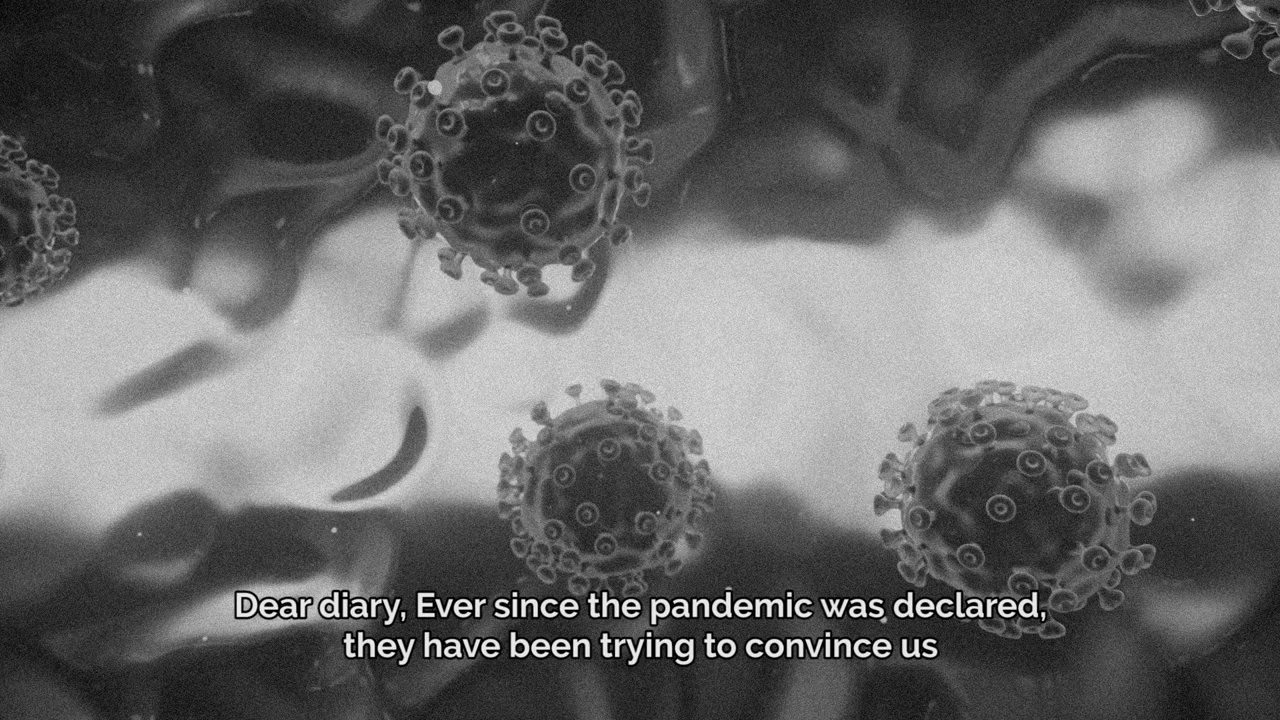 Dear diary, Ever since the pandemic was declared,
they have been trying to convince us